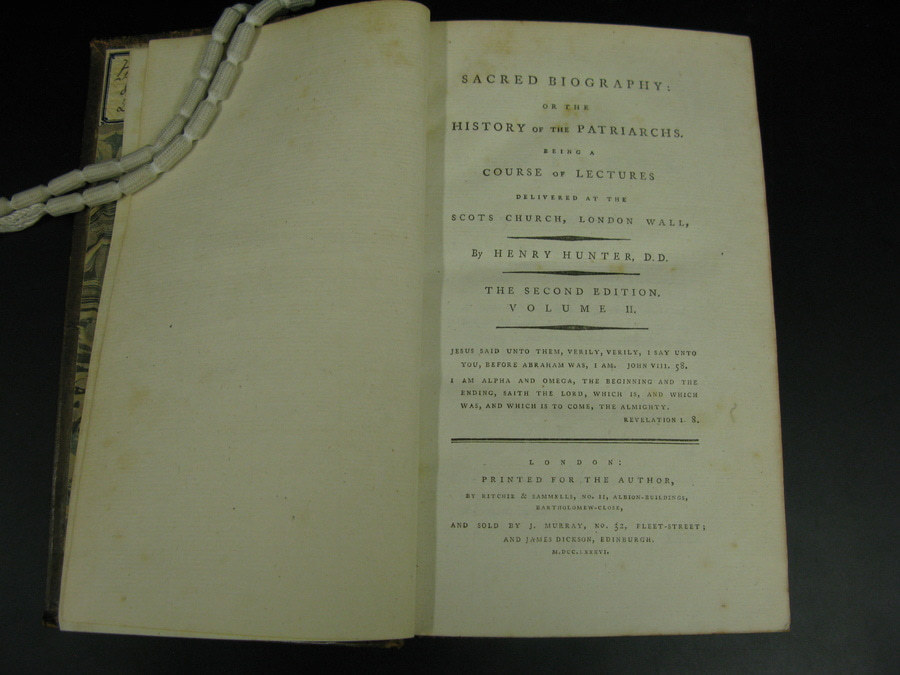 SACRED BIOGRAPHY:
OR THE
HISTORY OF THE PATRIARCHS.
BEING A
COURSE OF LECTURES
DELIVERED AT THE
SCOTS CHURCH, LONDON WALL,
By HENRY HUNTER, D.D.
THE SECOND EDITION.
VOLUME II.
JESUS SAID UNTO THEM, VERILY, VERILY, I SAY UNTO
YOU, BEFORE ABRAHAM WAS, I AM. JOHN VIII. 58.
I AM ALPHA AND OMEGA, THE BEGINNING AND THE
ENDING, SAITH THE LORD, WHICH IS, AND WHICH
WAS, AND WHICH IS TO COME, THE ALMIGHTY.
REVELATION I. 8.
LONDON:
PRINTED FOR THE AUTHOR,
BY RITCHIE & SAMMELLS, NO. 11, ALBION-BUILDINGS,
BARTHOLOMEW-CLOSE,
AND SOLD BY J. MURRAY, NO. 32, FLEET-STREET;
AND JAMES DICKSON, EDINBURGH.